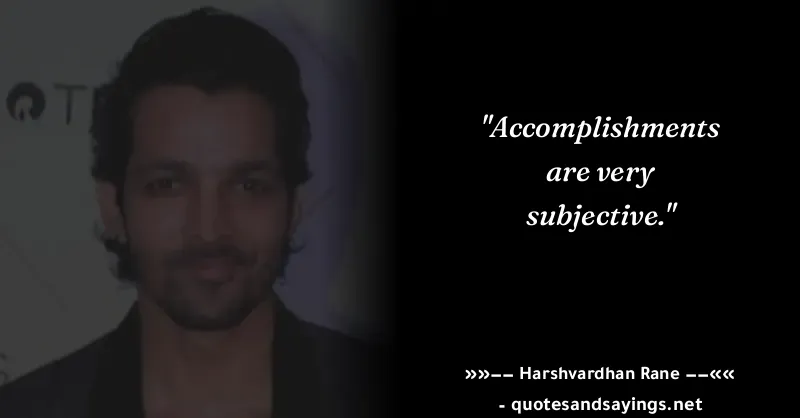 "Accomplishments
are very
subjective."
»»−− Harshvardhan Rane −−««
- quotesandsayings.net